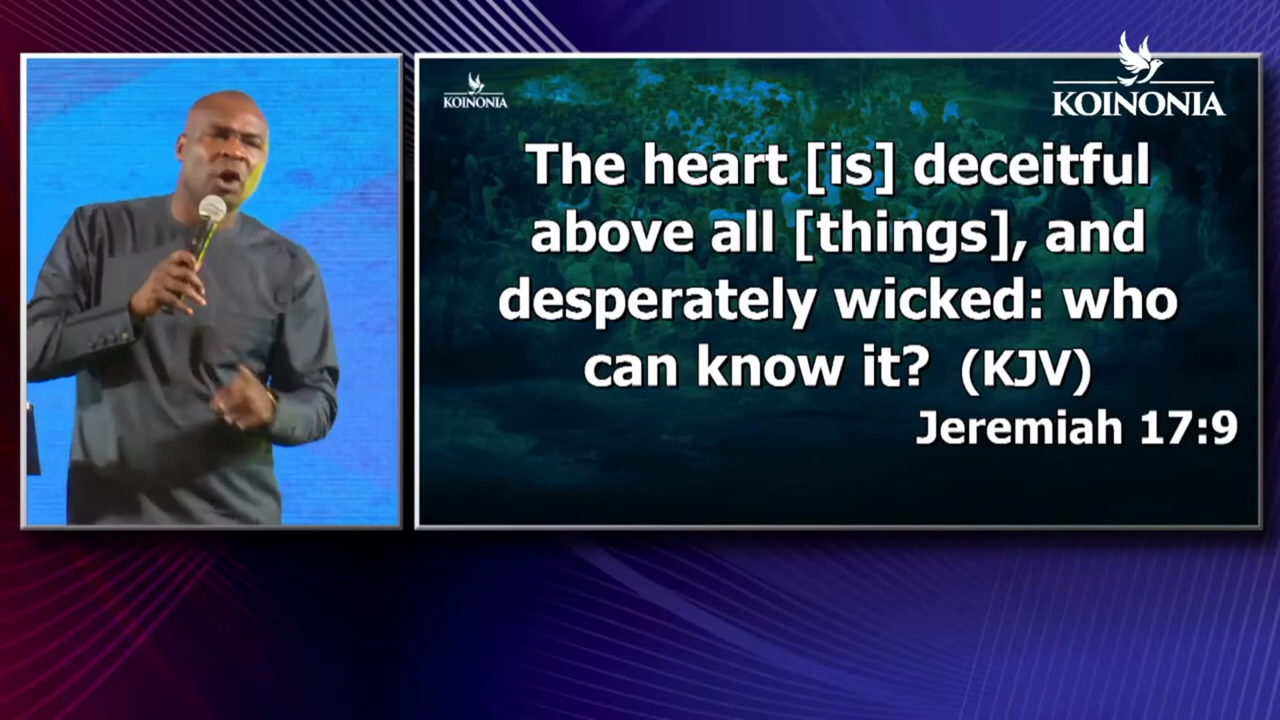 KOINONIA
KOINONIA
The heart [is] deceitful
above all [things], and
desperately wicked: who
can know it? (KJV)
Jeremiah 17:9